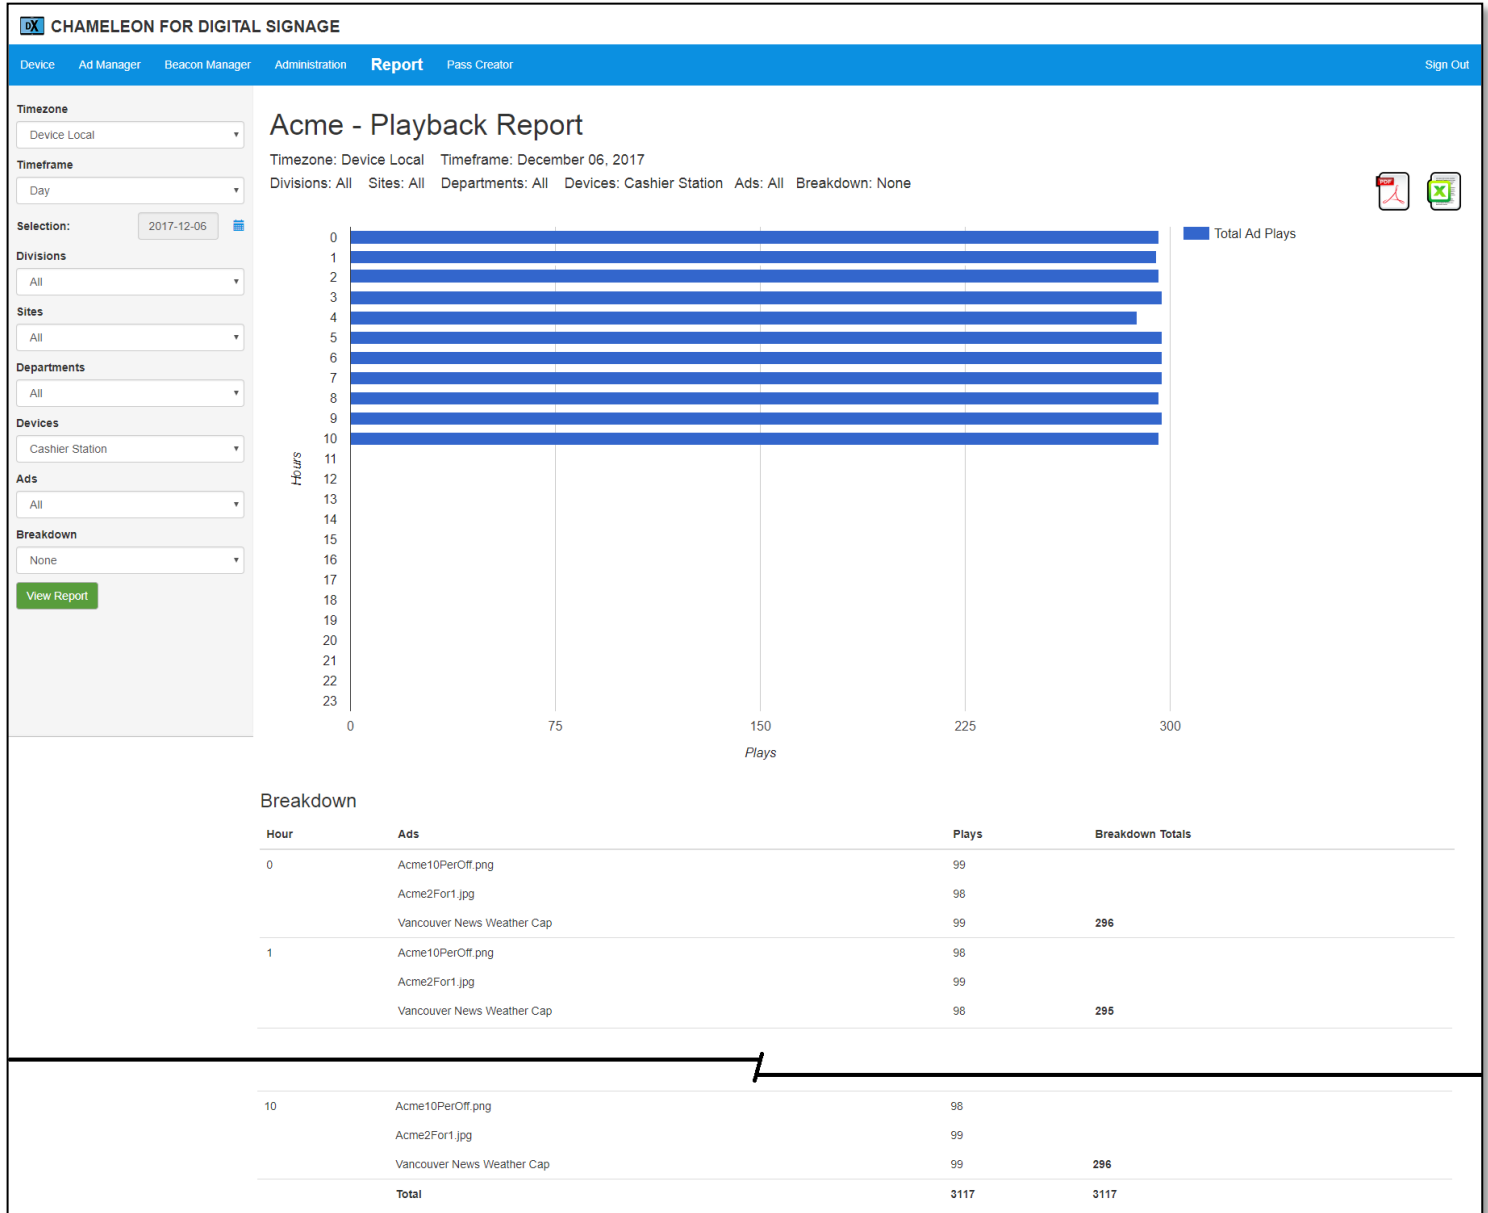 DX CHAMELEON FOR DIGITAL SIGNAGE
Device Ad Manager Beacon Manager Administration Report Pass Creator Sign Out
Timezone
Device Local
Timeframe
Day
Selection: 2017-12-06
Divisions
All
Sites
All
Departments
All
Devices
Cashier Station
Ads
All
Breakdown
None
View Report
Acme - Playback Report
Timezone: Device Local Timeframe: December 06, 2017
Divisions: All Sites: All Departments: All Devices: Cashier Station Ads: All Breakdown: None
PDF
X
Total Ad Plays
Hours
0
1
2
3
4
5
6
7
8
9
10
11
12
13
14
15
16
17
18
19
20
21
22
23
0 75 150 225 300
Plays
Breakdown
Hour Ads Plays Breakdown Totals
0 Acme10PerOff.png 99
Acme2For1.jpg 98
Vancouver News Weather Cap 99 296
1 Acme10PerOff.png 98
Acme2For1.jpg 99
Vancouver News Weather Cap 98 295
10 Acme10PerOff.png 98
Acme2For1.jpg 99
Vancouver News Weather Cap 99 296
Total 3117 3117